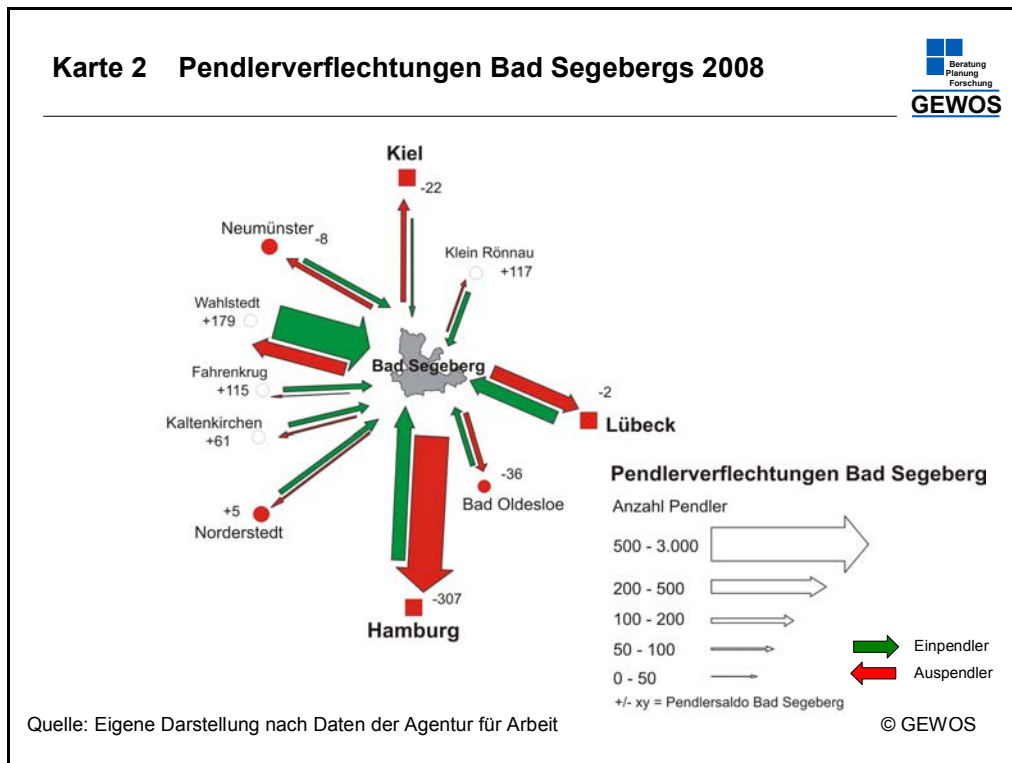 Karte 2 Pendlerverflechtungen Bad Segebergs 2008
Beratung
Planung
Forschung
GEWOS
Kiel
-22
Neumünster
-8
Klein Rönnau
+117
Wahlstedt
+179
Bad Segeberg
Fahrenkrug
+115
-2
Lübeck
Kaltenkirchen
+61
-36
Bad Oldesloe
+5
Norderstedt
-307
Hamburg
Pendlerverflechtungen Bad Segeberg
Anzahl Pendler
500 - 3.000
200 - 500
100 - 200
50 - 100
0 - 50
Einpendler
Auspendler
+/- xy = Pendlersaldo Bad Segeberg
Quelle: Eigene Darstellung nach Daten der Agentur für Arbeit
© GEWOS